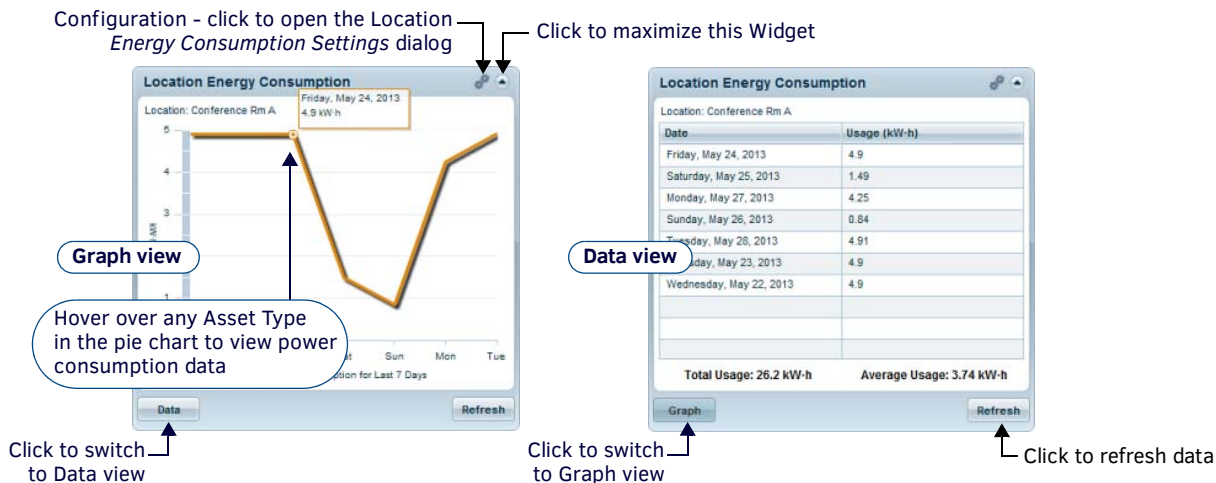 Configuration - click to open the Location
Energy Consumption Settings dialog
Click to maximize this Widget
Location Energy Consumption
Location: Conference Rm A
Friday, May 24, 2013
4.9 kW·h
5
4
3
1
Graph view
Hover over any Asset Type
in the pie chart to view power
consumption data
Sun Mon Tue
for Last 7 Days
Data Refresh
Click to switch
to Data view
Location Energy Consumption
Location: Conference Rm A
Date Usage (kW·h)
Friday, May 24, 2013 4.9
Saturday, May 25, 2013 1.49
Monday, May 27, 2013 4.25
Sunday, May 26, 2013 0.84
Tuesday, May 28, 2013 4.91
May 23, 2013 4.9
Wednesday, May 22, 2013 4.9
Data view
Total Usage: 26.2 kW·h Average Usage: 3.74 kW·h
Graph Refresh
Click to switch
to Graph view
Click to refresh data